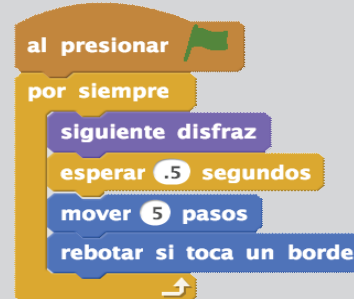 al presionar
por siempre
siguiente disfraz
esperar .5 segundos
mover 5 pasos
rebotar si toca un borde